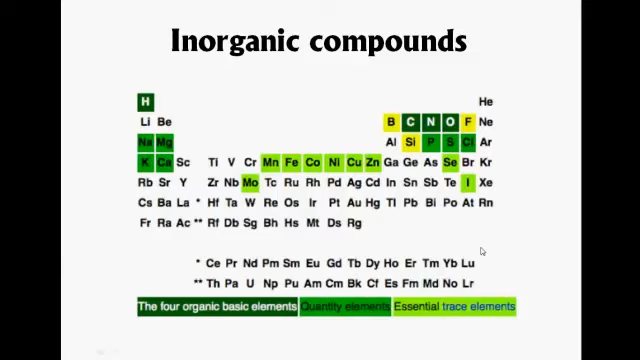 Inorganic compounds
H He
Li Be B C N O F Ne
Na Mg Al Si P S Cl Ar
K Ca Sc Ti V Cr Mn Fe Co Ni Cu Zn Ga Ge As Se Br Kr
Rb Sr Y Zr Nb Mo Tc Ru Rh Pd Ag Cd In Sn Sb Te I Xe
Cs Ba La * Hf Ta W Re Os Ir Pt Au Hg Tl Pb Bi Po At Rn
Fr Ra Ac ** Rf Db Sg Bh Hs Mt Ds Rg
* Ce Pr Nd Pm Sm Eu Gd Tb Dy Ho Er Tm Yb Lu
** Th Pa U Np Pu Am Cm Bk Cf Es Fm Md No Lr
The four organic basic elements Quantity elements Essential trace elements